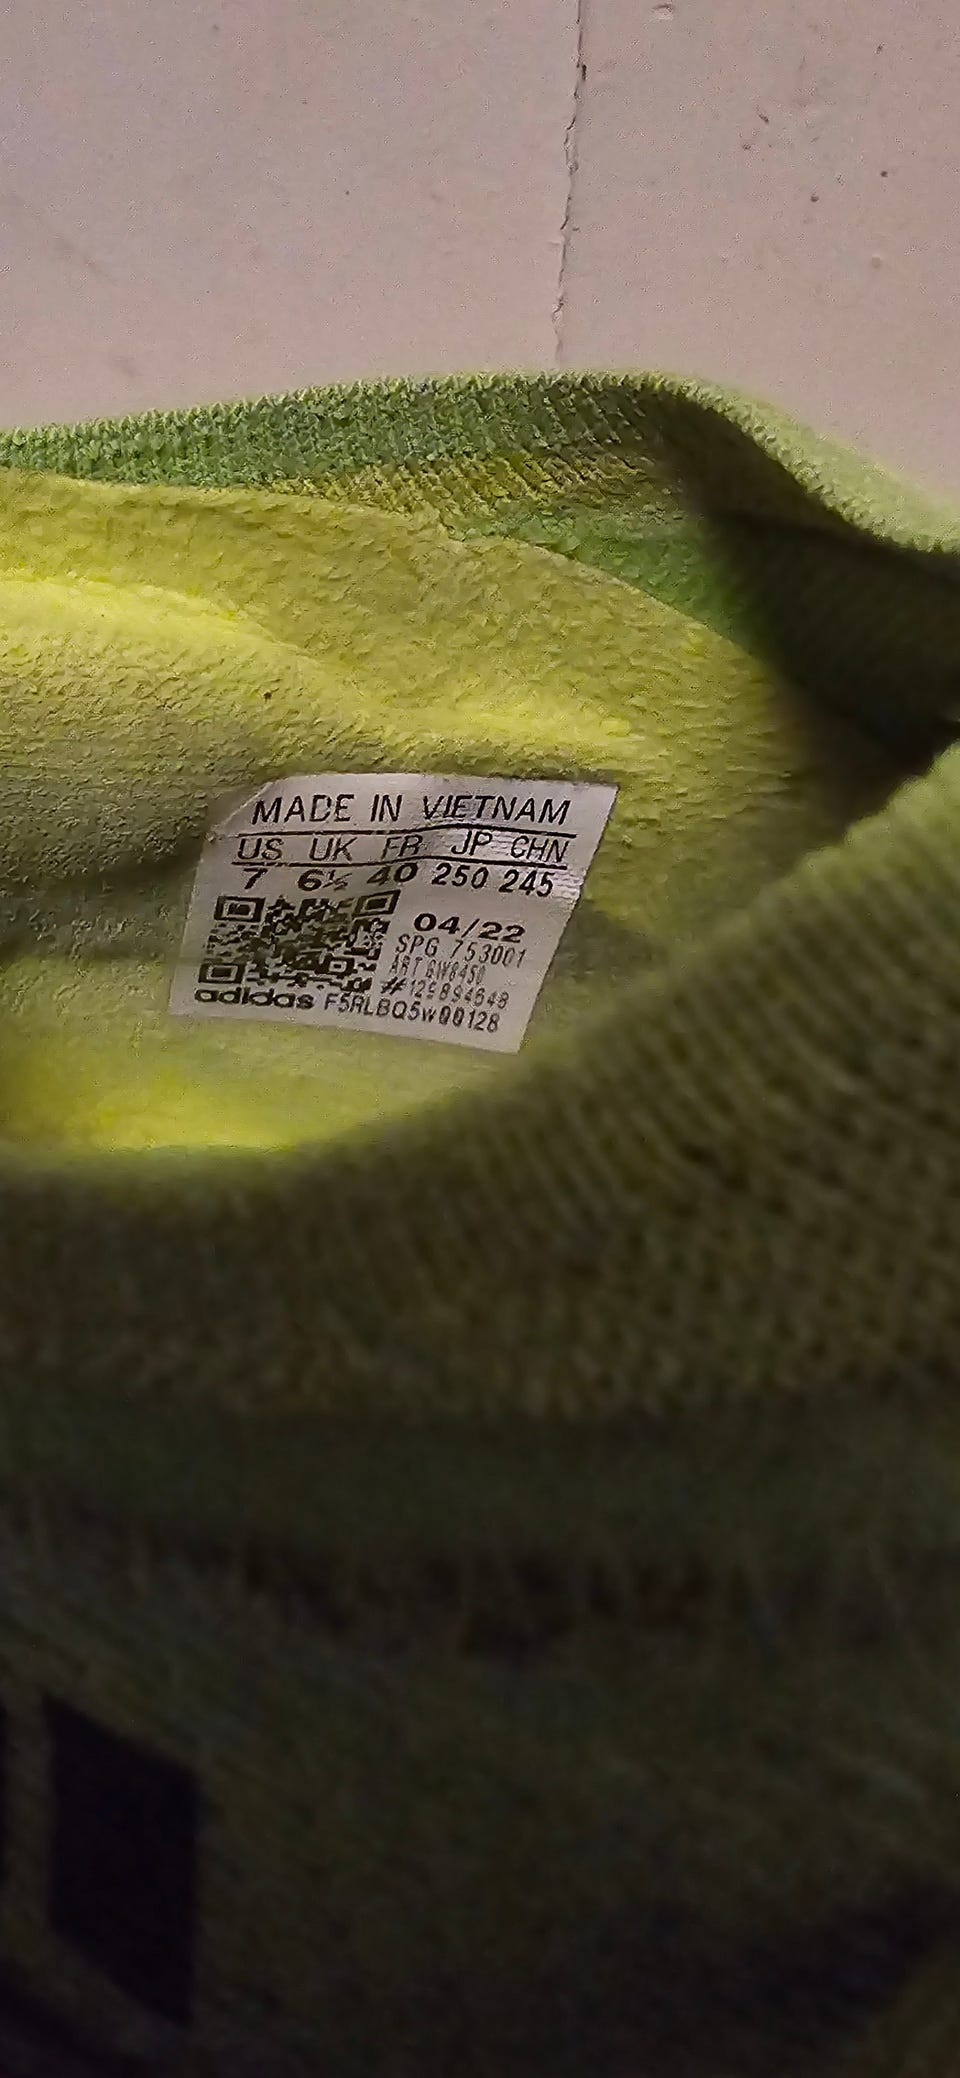 MADE IN VIETNAM
US UK FR JP CHN
7 6½ 40 250 245
04/22
SPG 753001
ART GW8450
adidas F5RLBQ5W00128